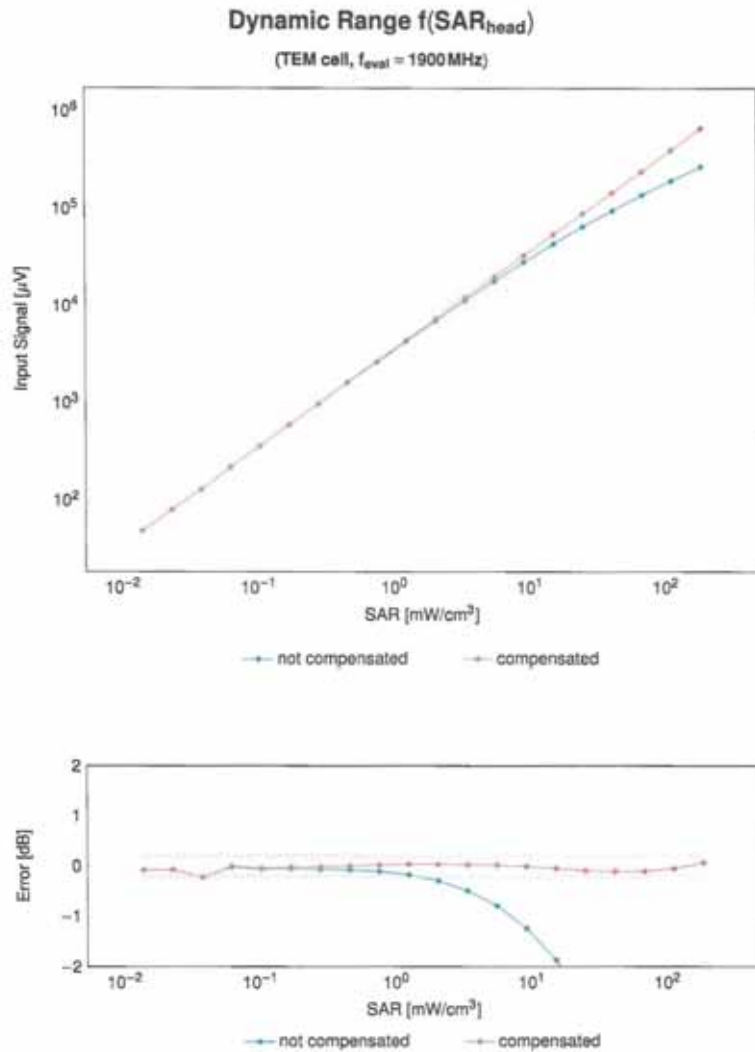 Dynamic Range f(SARhead)
(TEM cell, feval = 1900 MHz)
Input Signal [µV]
10⁶
10⁵
10⁴
10³
10²
10⁻² 10⁻¹ 10⁰ 10¹ 10²
SAR [mW/cm³]
not compensated compensated
Error [dB]
2
1
0
−1
−2
10⁻² 10⁻¹ 10⁰ 10¹ 10²
SAR [mW/cm³]
not compensated compensated